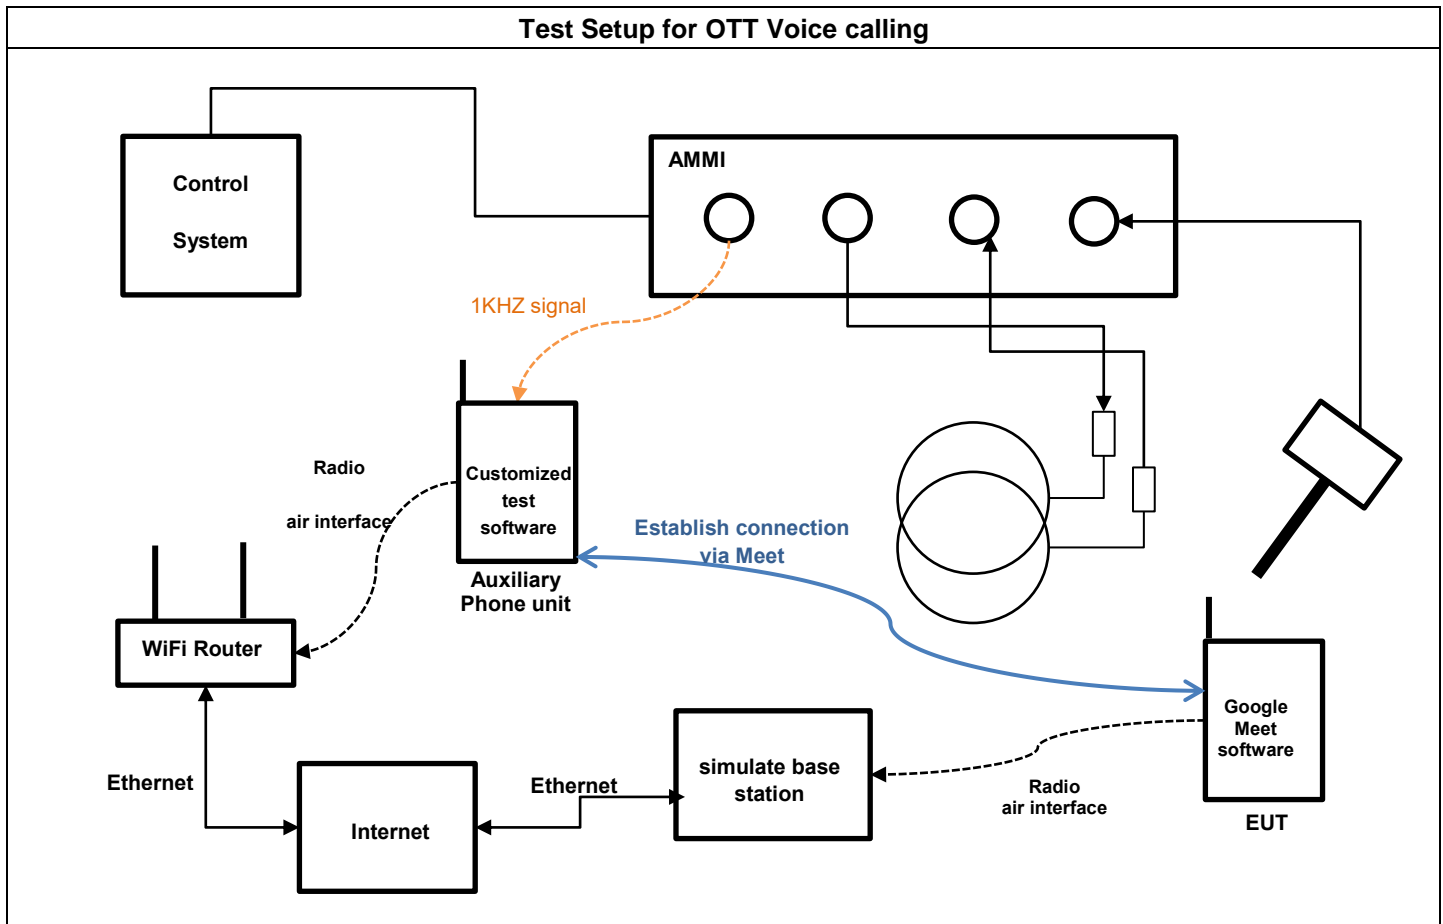 Test Setup for OTT Voice calling
Control
System
AMMI
1KHZ signal
Radio
air interface
Customized
test
software
Auxiliary
Phone unit
Establish connection
via Meet
WiFi Router
Ethernet
Internet
Ethernet
simulate base
station
Radio
air interface
Google
Meet
software
EUT